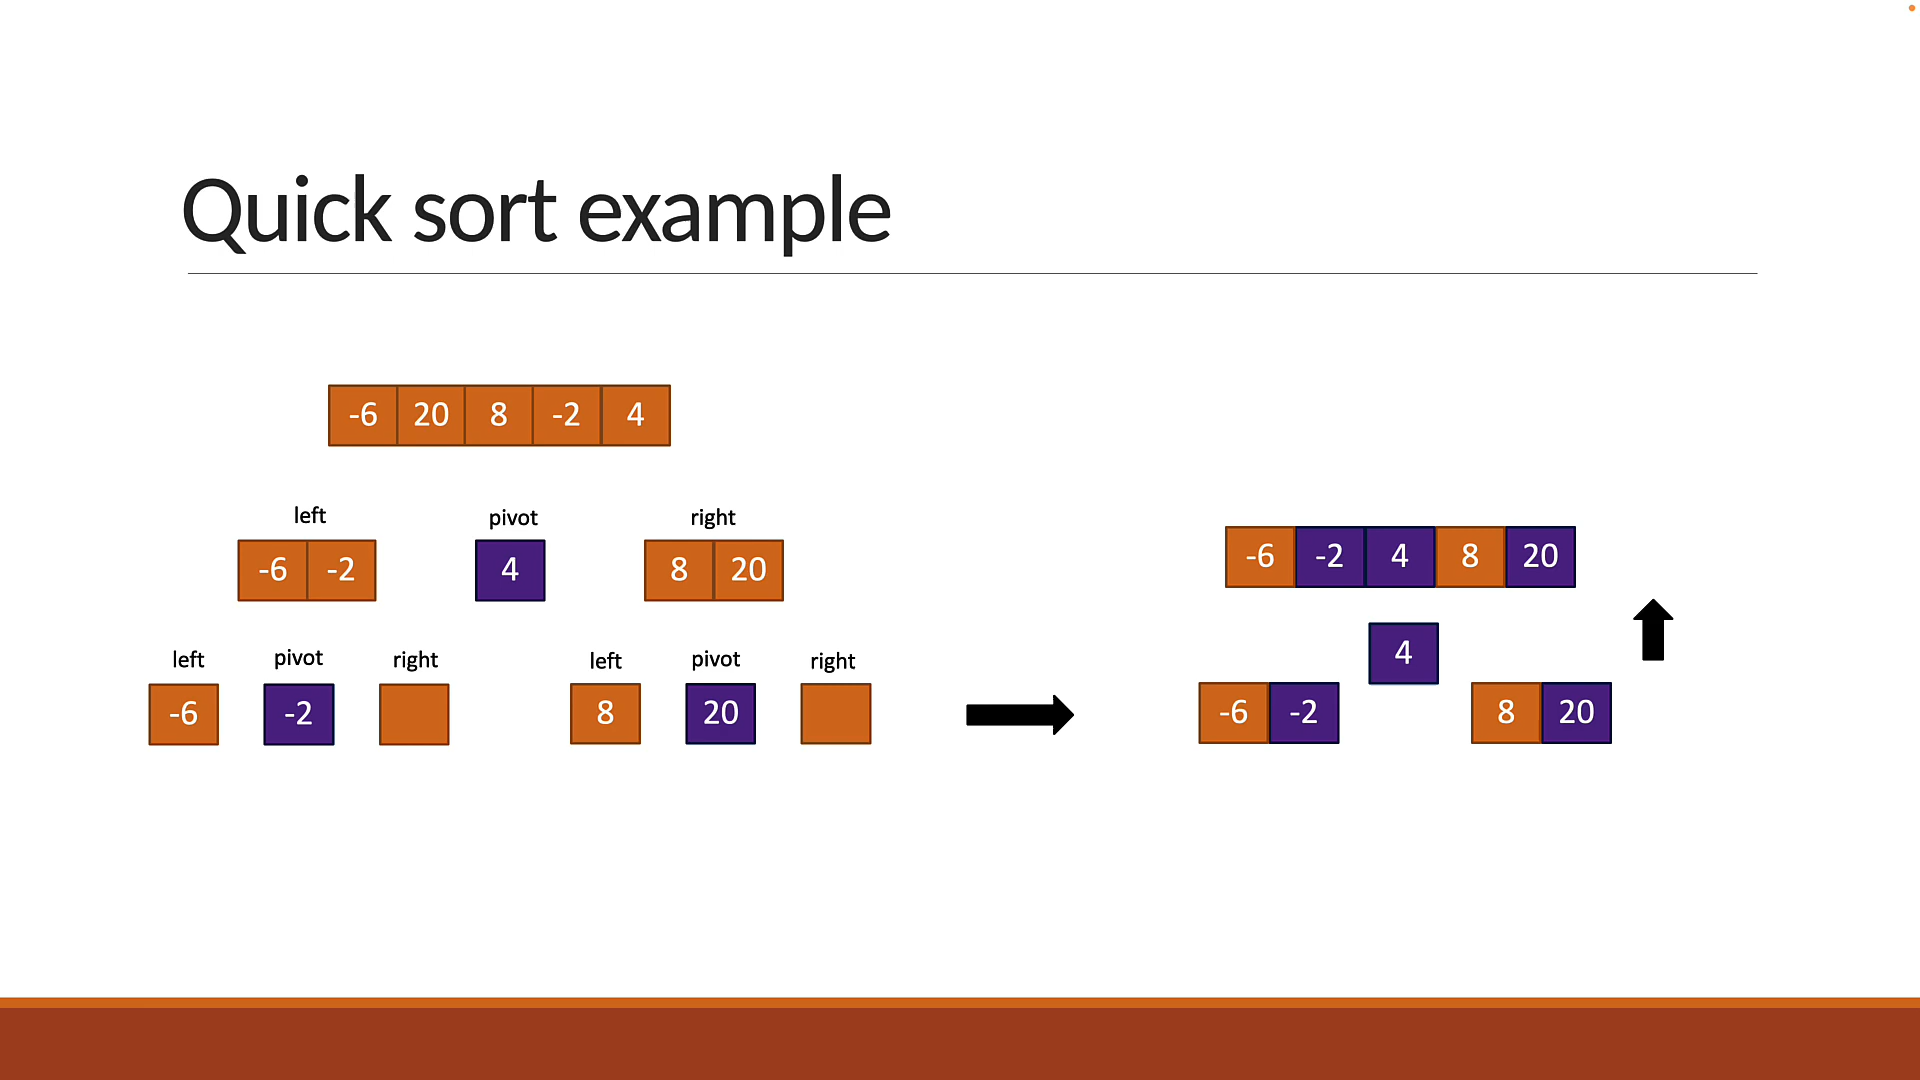 Quick sort example
-6 20 8 -2 4
left pivot right
-6 -2 4 8 20
left pivot right left pivot right
-6 -2 8 20
-6 -2 4 8 20
4
-6 -2 8 20